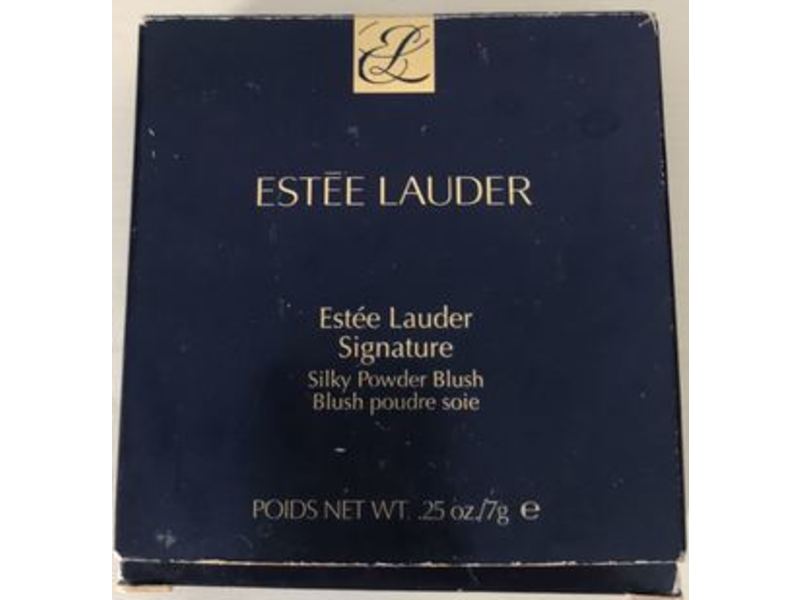 EL
ESTĒE LAUDER
Estée Lauder
Signature
Silky Powder Blush
Blush poudre soie
POIDS NET WT. .25 oz./7g ℮